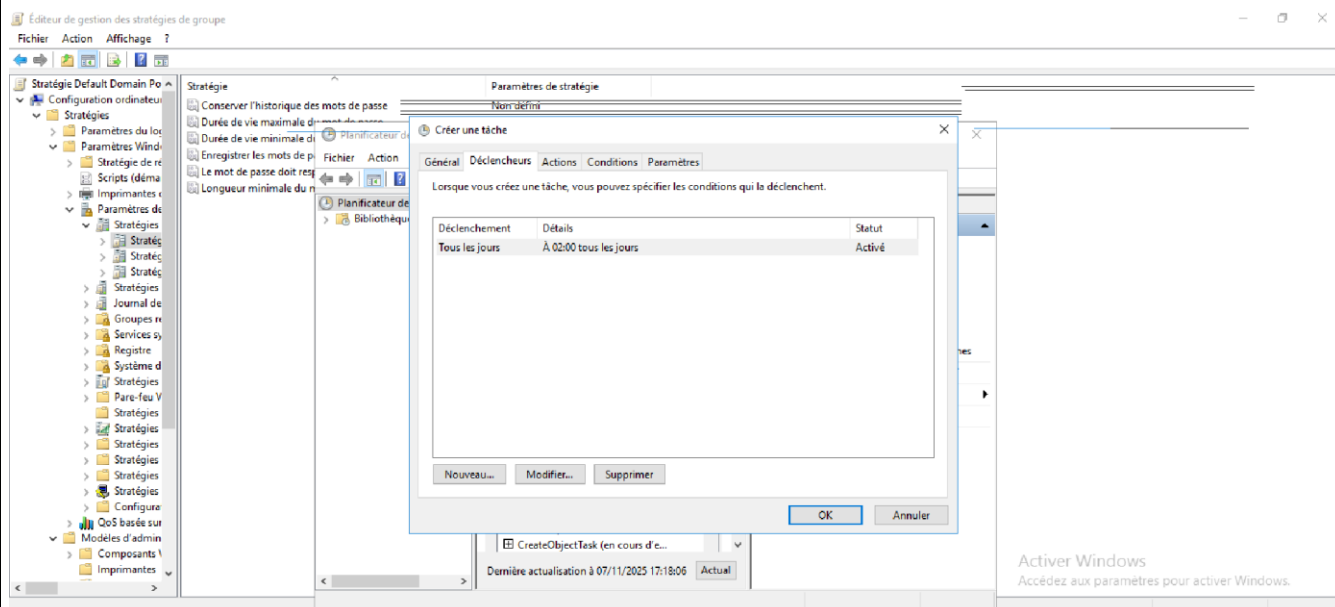 Éditeur de gestion des stratégies de groupe
Fichier Action Affichage ?
Stratégie Default Domain Po
Configuration ordinateur
Stratégies
Paramètres du log
Paramètres Windo
Stratégie de ré
Scripts (déma
Imprimantes
Paramètres de
Stratégies
Stratég
Stratég
Stratég
Stratégies
Journal de
Groupes re
Services sy
Registre
Système d
Stratégies
Pare-feu
Stratégies
Stratégies
Stratégies
Stratégies
Stratégies
Stratégies
Configura
QoS basée sur
Modèles d'admin
Composants
Imprimantes
Stratégie Paramètres de stratégie
Conserver l'historique des mots de passe Non défini
Durée de vie maximale du mot de passe
Durée de vie minimale d
Enregistrer les mots de p
Le mot de passe doit resp
Longueur minimale du m
Planificateur de
Fichier Action
Planificateur de
Bibliothèqu
Créer une tâche
Général Déclencheurs Actions Conditions Paramètres
Lorsque vous créez une tâche, vous pouvez spécifier les conditions qui la déclenchent.
Déclenchement Détails Statut
Tous les jours À 02:00 tous les jours Activé
Nouveau... Modifier... Supprimer
OK Annuler
hes
CreateObjectTask (en cours d'e...
Dernière actualisation à 07/11/2025 17:18:06 Actual
Activer Windows
Accédez aux paramètres pour activer Windows.